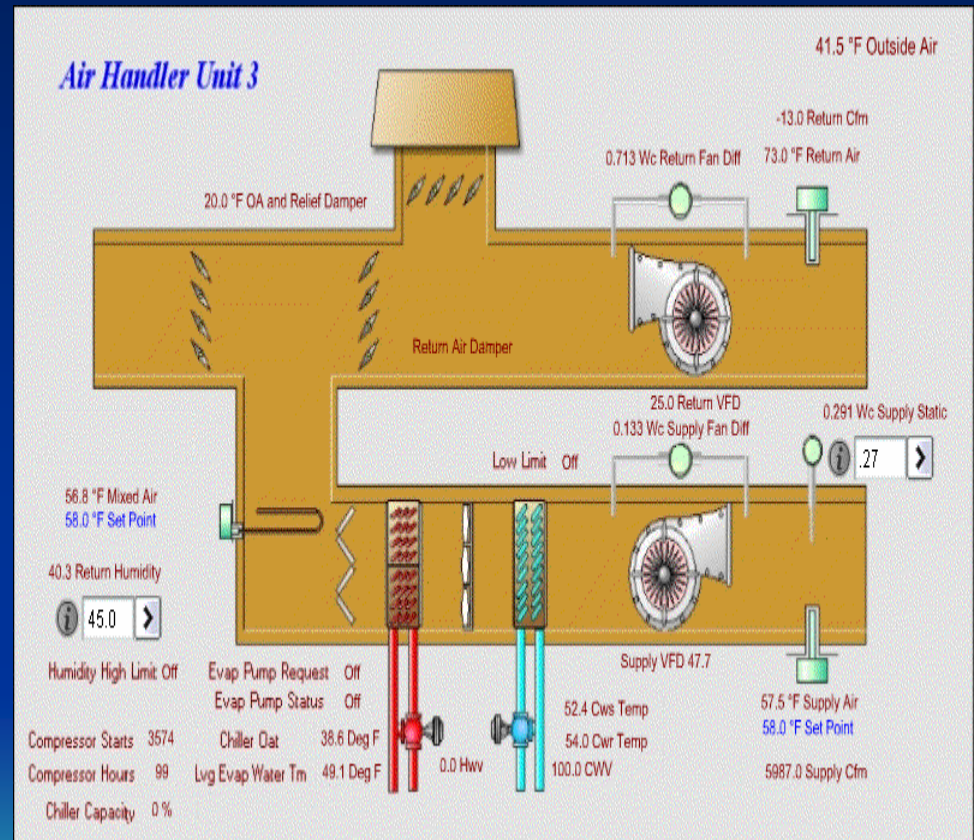 41.5 °F Outside Air
Air Handler Unit 3
-13.0 Return Cfm
0.713 Wc Return Fan Diff
73.0 °F Return Air
20.0 °F OA and Relief Damper
Return Air Damper
25.0 Return VFD
0.291 Wc Supply Static
0.133 Wc Supply Fan Diff
Low Limit Off
i .27
56.8 °F Mixed Air
58.0 °F Set Point
40.3 Return Humidity
i 45.0
Supply VFD 47.7
Humidity High Limit Off
Evap Pump Request Off
Evap Pump Status Off
57.5 °F Supply Air
58.0 °F Set Point
52.4 Cws Temp
54.0 Cwr Temp
Compressor Starts 3574
Chiller Oat 38.6 Deg F
0.0 Hwv
100.0 CWV
5987.0 Supply Cfm
Compressor Hours 99
Lvg Evap Water Tm 49.1 Deg F
Chiller Capacity 0 %